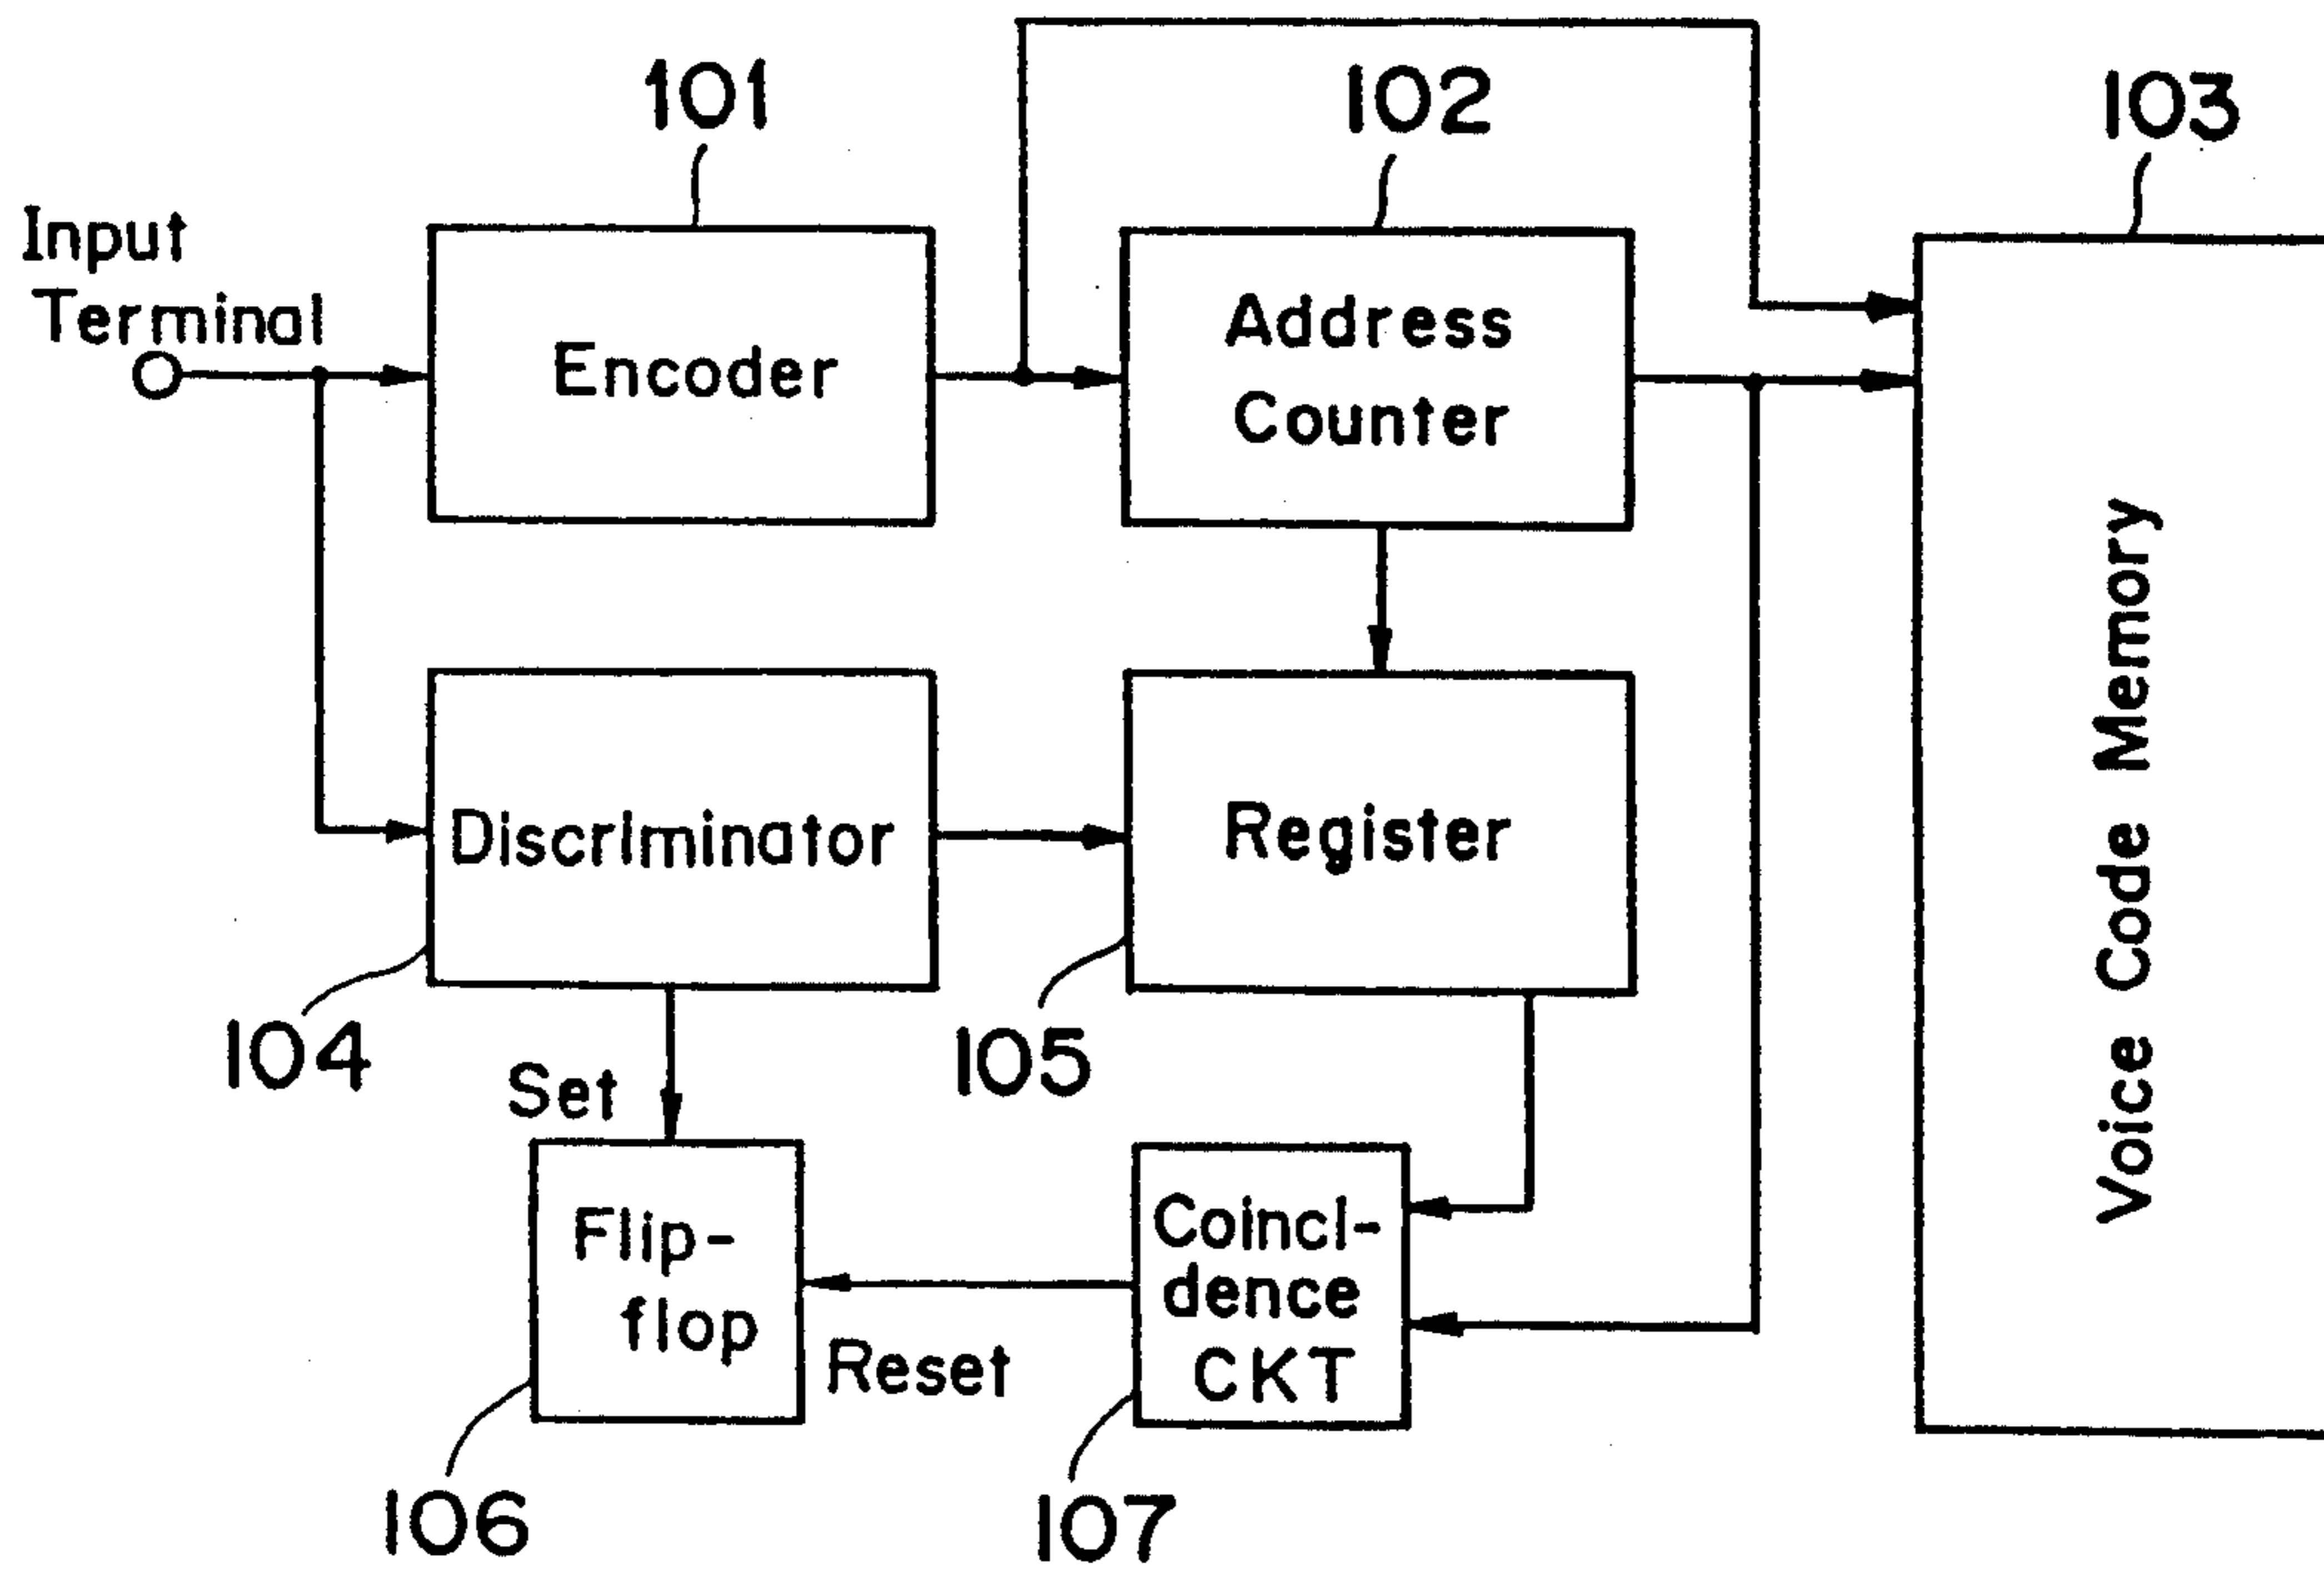 101
102
103
Input
Terminal
Encoder
Address
Counter
Discriminator
Register
Voice Code Memory
104
105
Set
Flip-
flop
Reset
Coinci-
dence
CKT
106
107